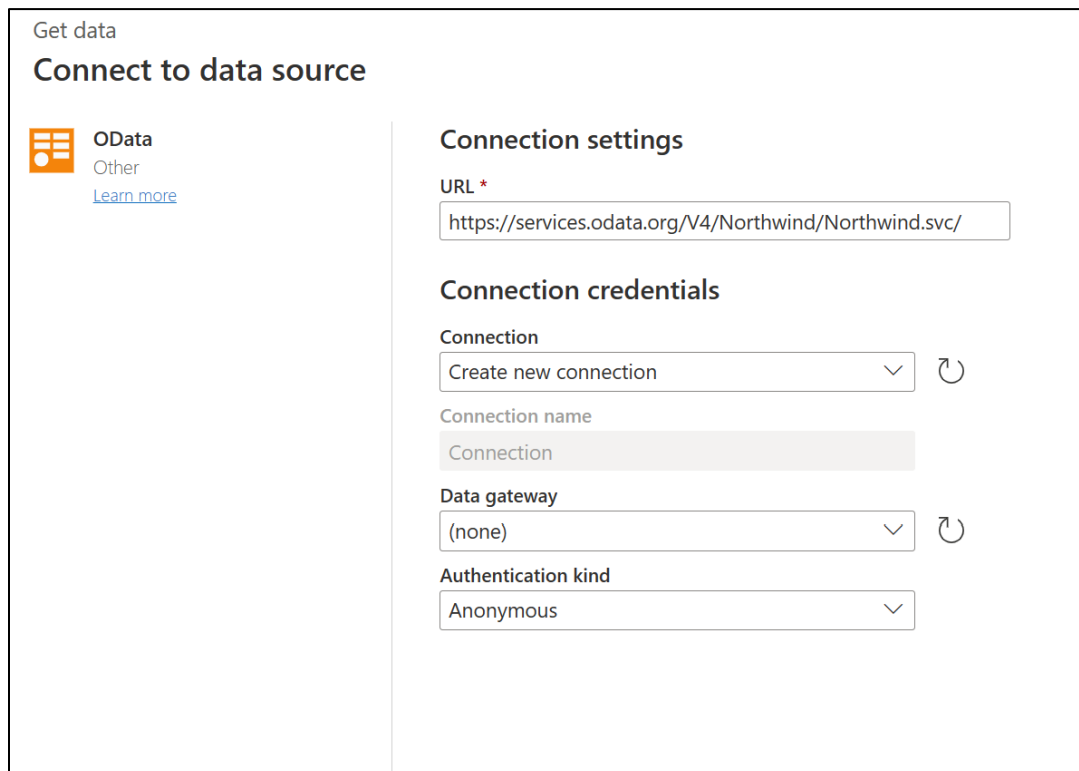 Get data
Connect to data source
OData
Other
Learn more
Connection settings
URL *
https://services.odata.org/V4/Northwind/Northwind.svc/
Connection credentials
Connection
Create new connection
Connection name
Connection
Data gateway
(none)
Authentication kind
Anonymous